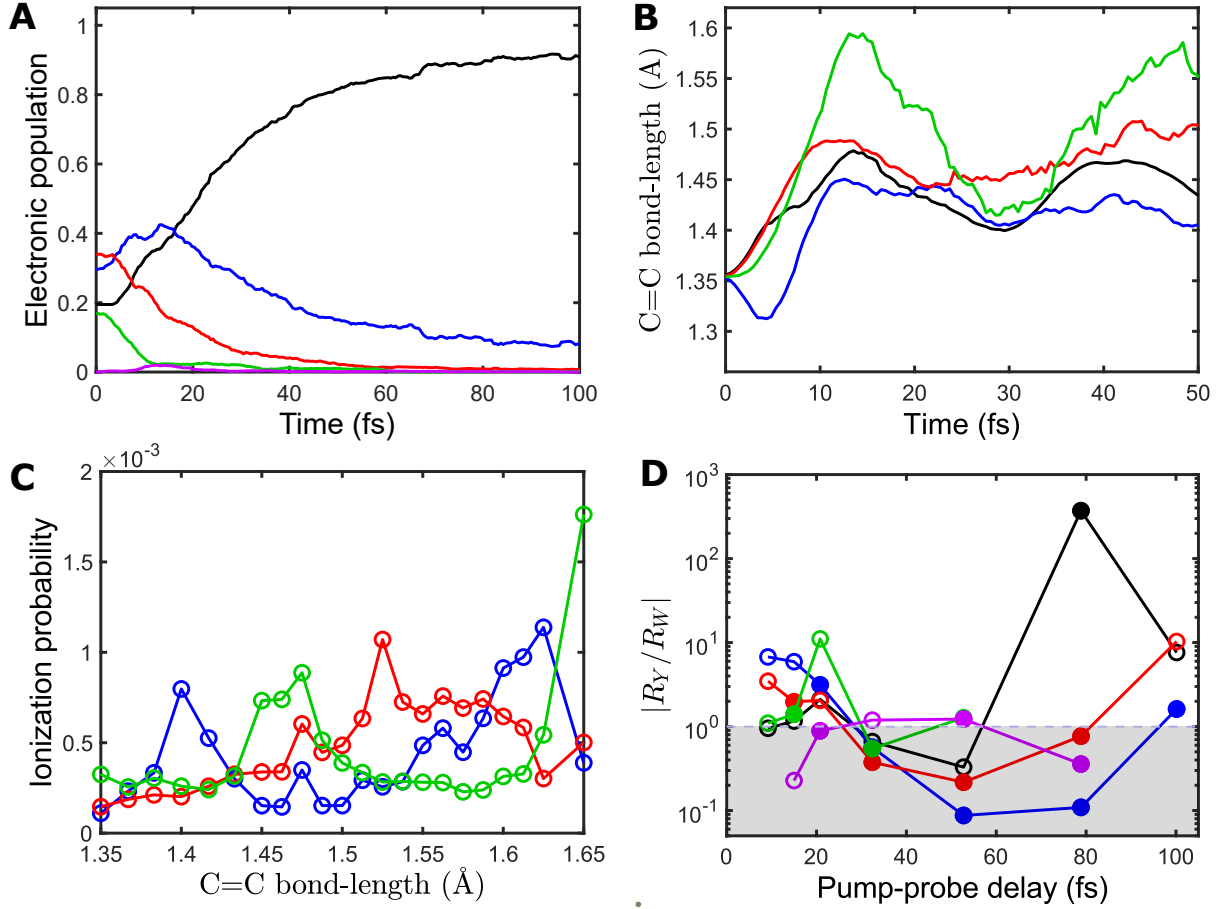 A
Electronic population
1
0.8
0.6
0.4
0.2
0
0 20 40 60 80 100
Time (fs)
B
C=C bond-length (A)
1.6
1.55
1.5
1.45
1.4
1.35
1.3
0 10 20 30 40 50
Time (fs)
C
×10⁻³
Ionization probability
2
1.5
1
0.5
0
1.35 1.4 1.45 1.5 1.55 1.6 1.65
C=C bond-length (Å)
D
|R_Y/R_W|
10³
10²
10¹
10⁰
10⁻¹
0 20 40 60 80 100
Pump-probe delay (fs)